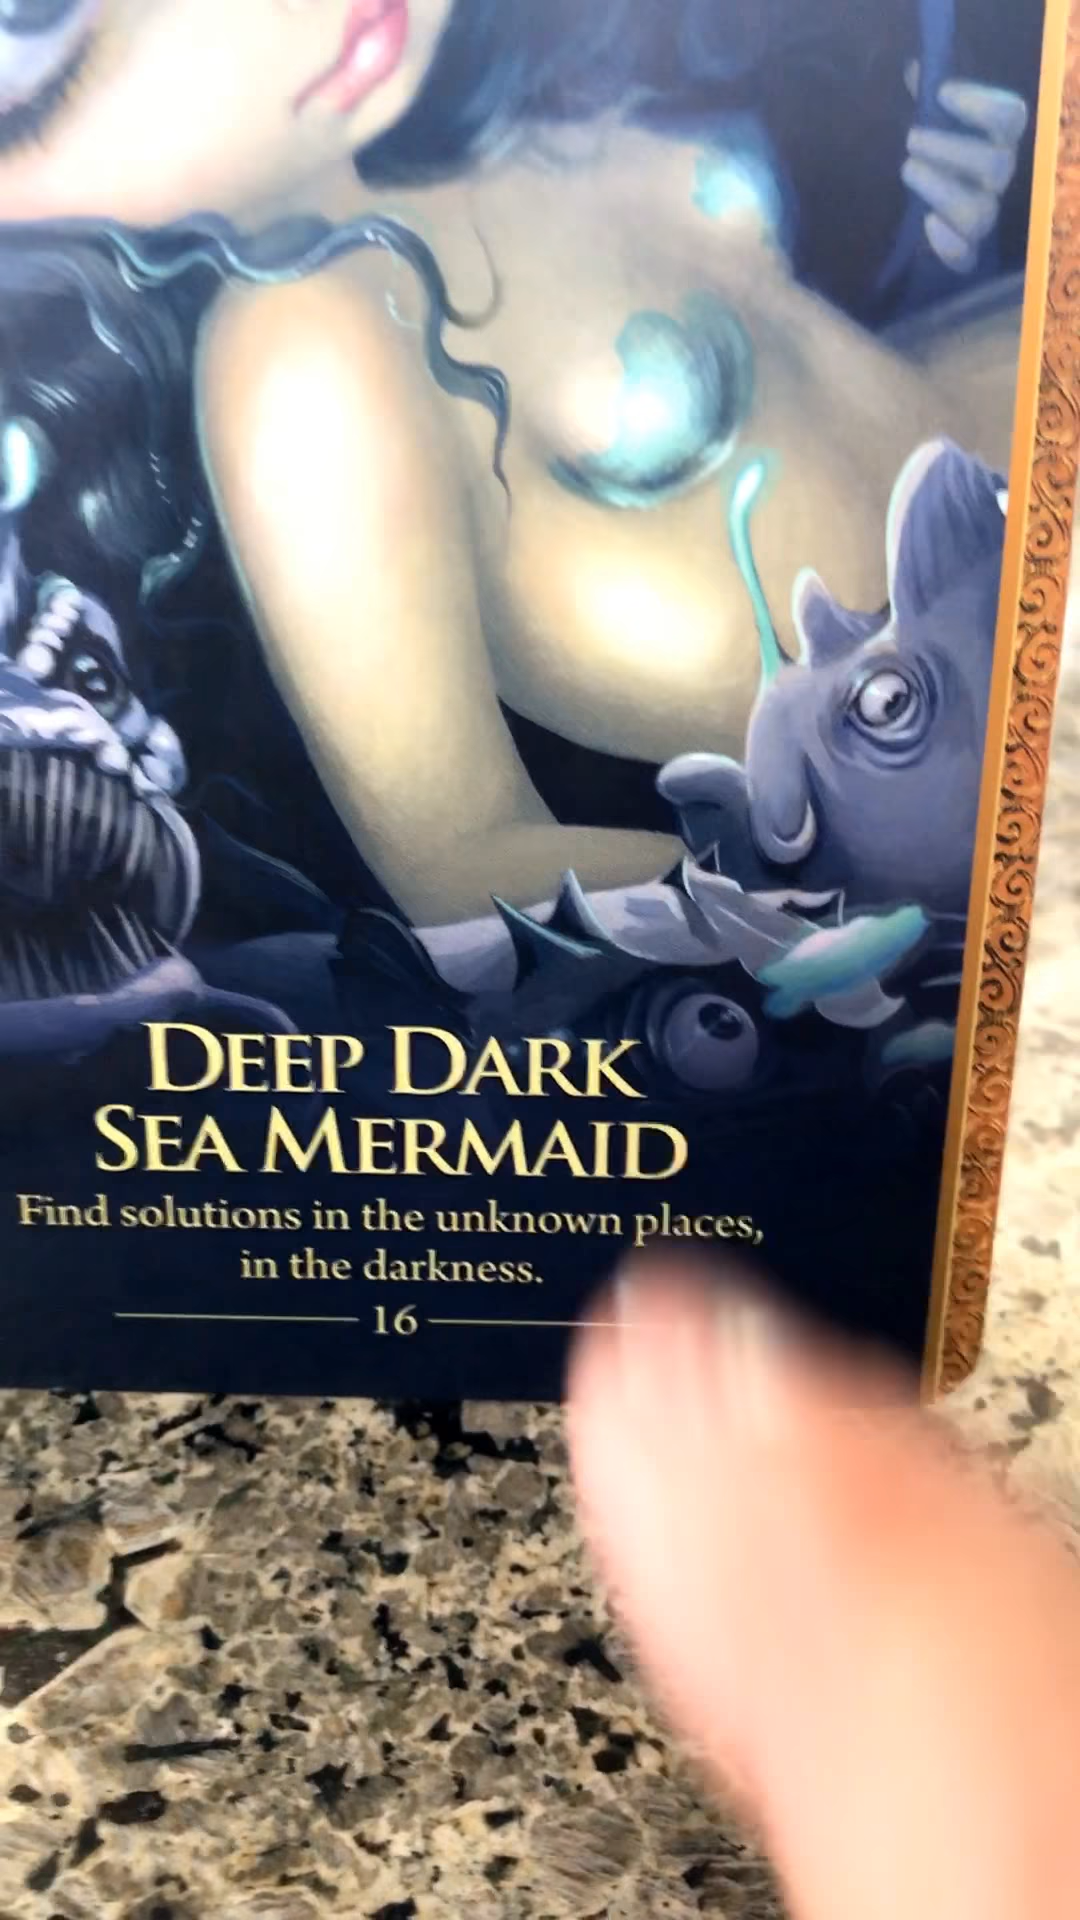 DEEP DARK
SEA MERMAID
Find solutions in the unknown places,
in the darkness.
16